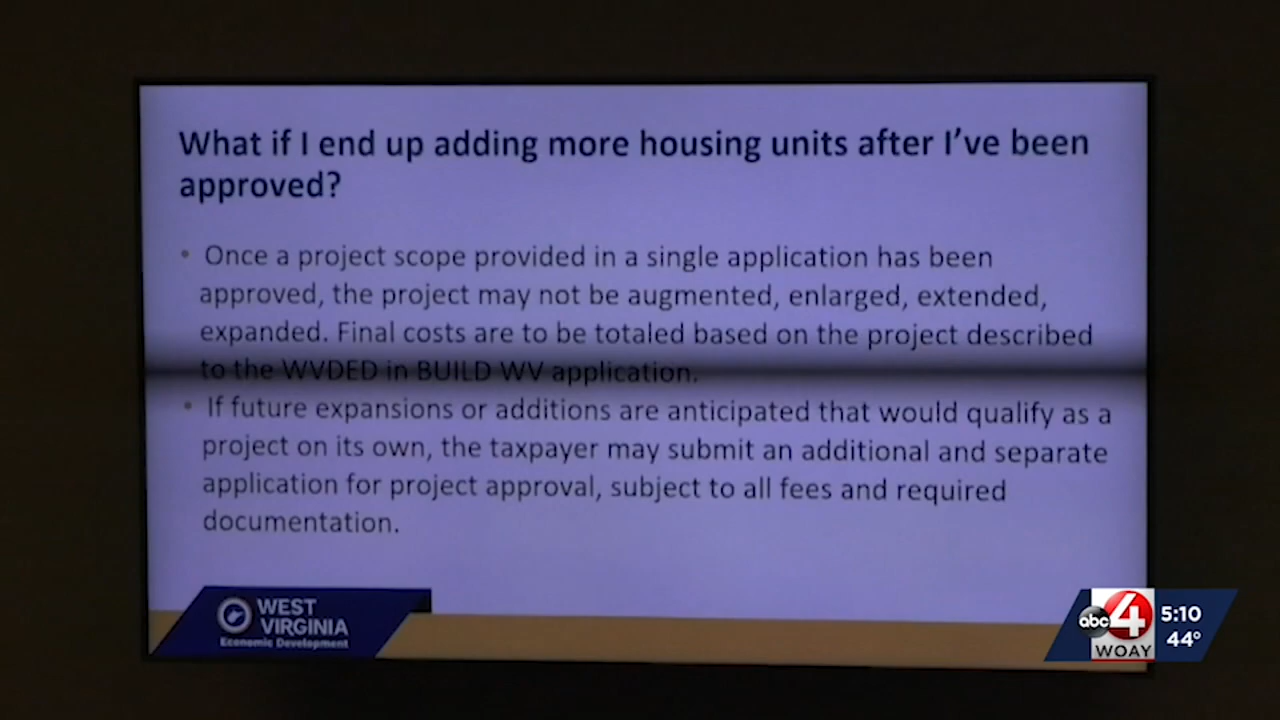 What if I end up adding more housing units after I've been
approved?
• Once a project scope provided in a single application has been
approved, the project may not be augmented, enlarged, extended,
expanded. Final costs are to be totaled based on the project described
to the WVDED in BUILD WV application.
• If future expansions or additions are anticipated that would qualify as a
project on its own, the taxpayer may submit an additional and separate
application for project approval, subject to all fees and required
documentation.
WEST
VIRGINIA
Economic Development
abc 4
WOAY
5:10
44°